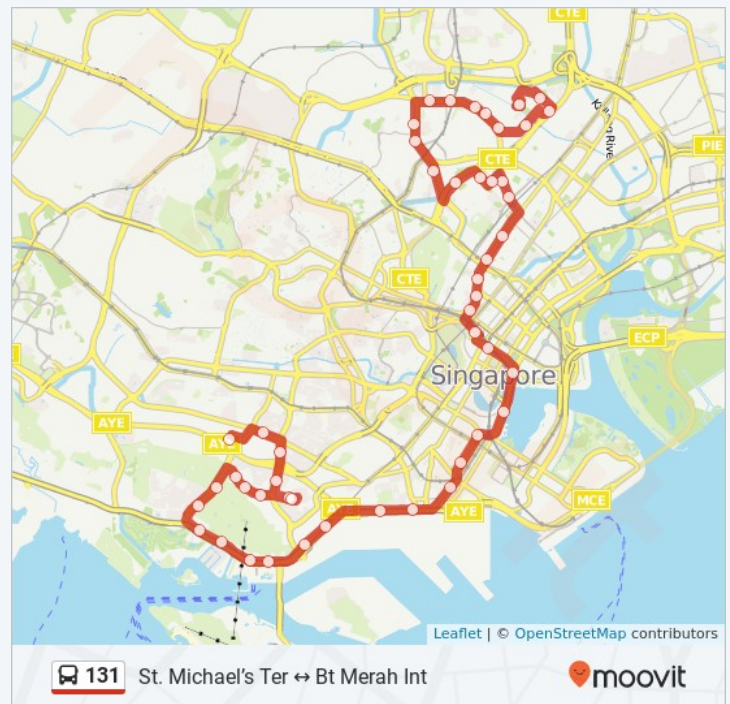 CTE
PIE
CTE
CTE
ECP
Singapore
AYE
MCE
AYE
Leaflet | © OpenStreetMap contributors
131 St. Michael’s Ter ↔ Bt Merah Int
moovit